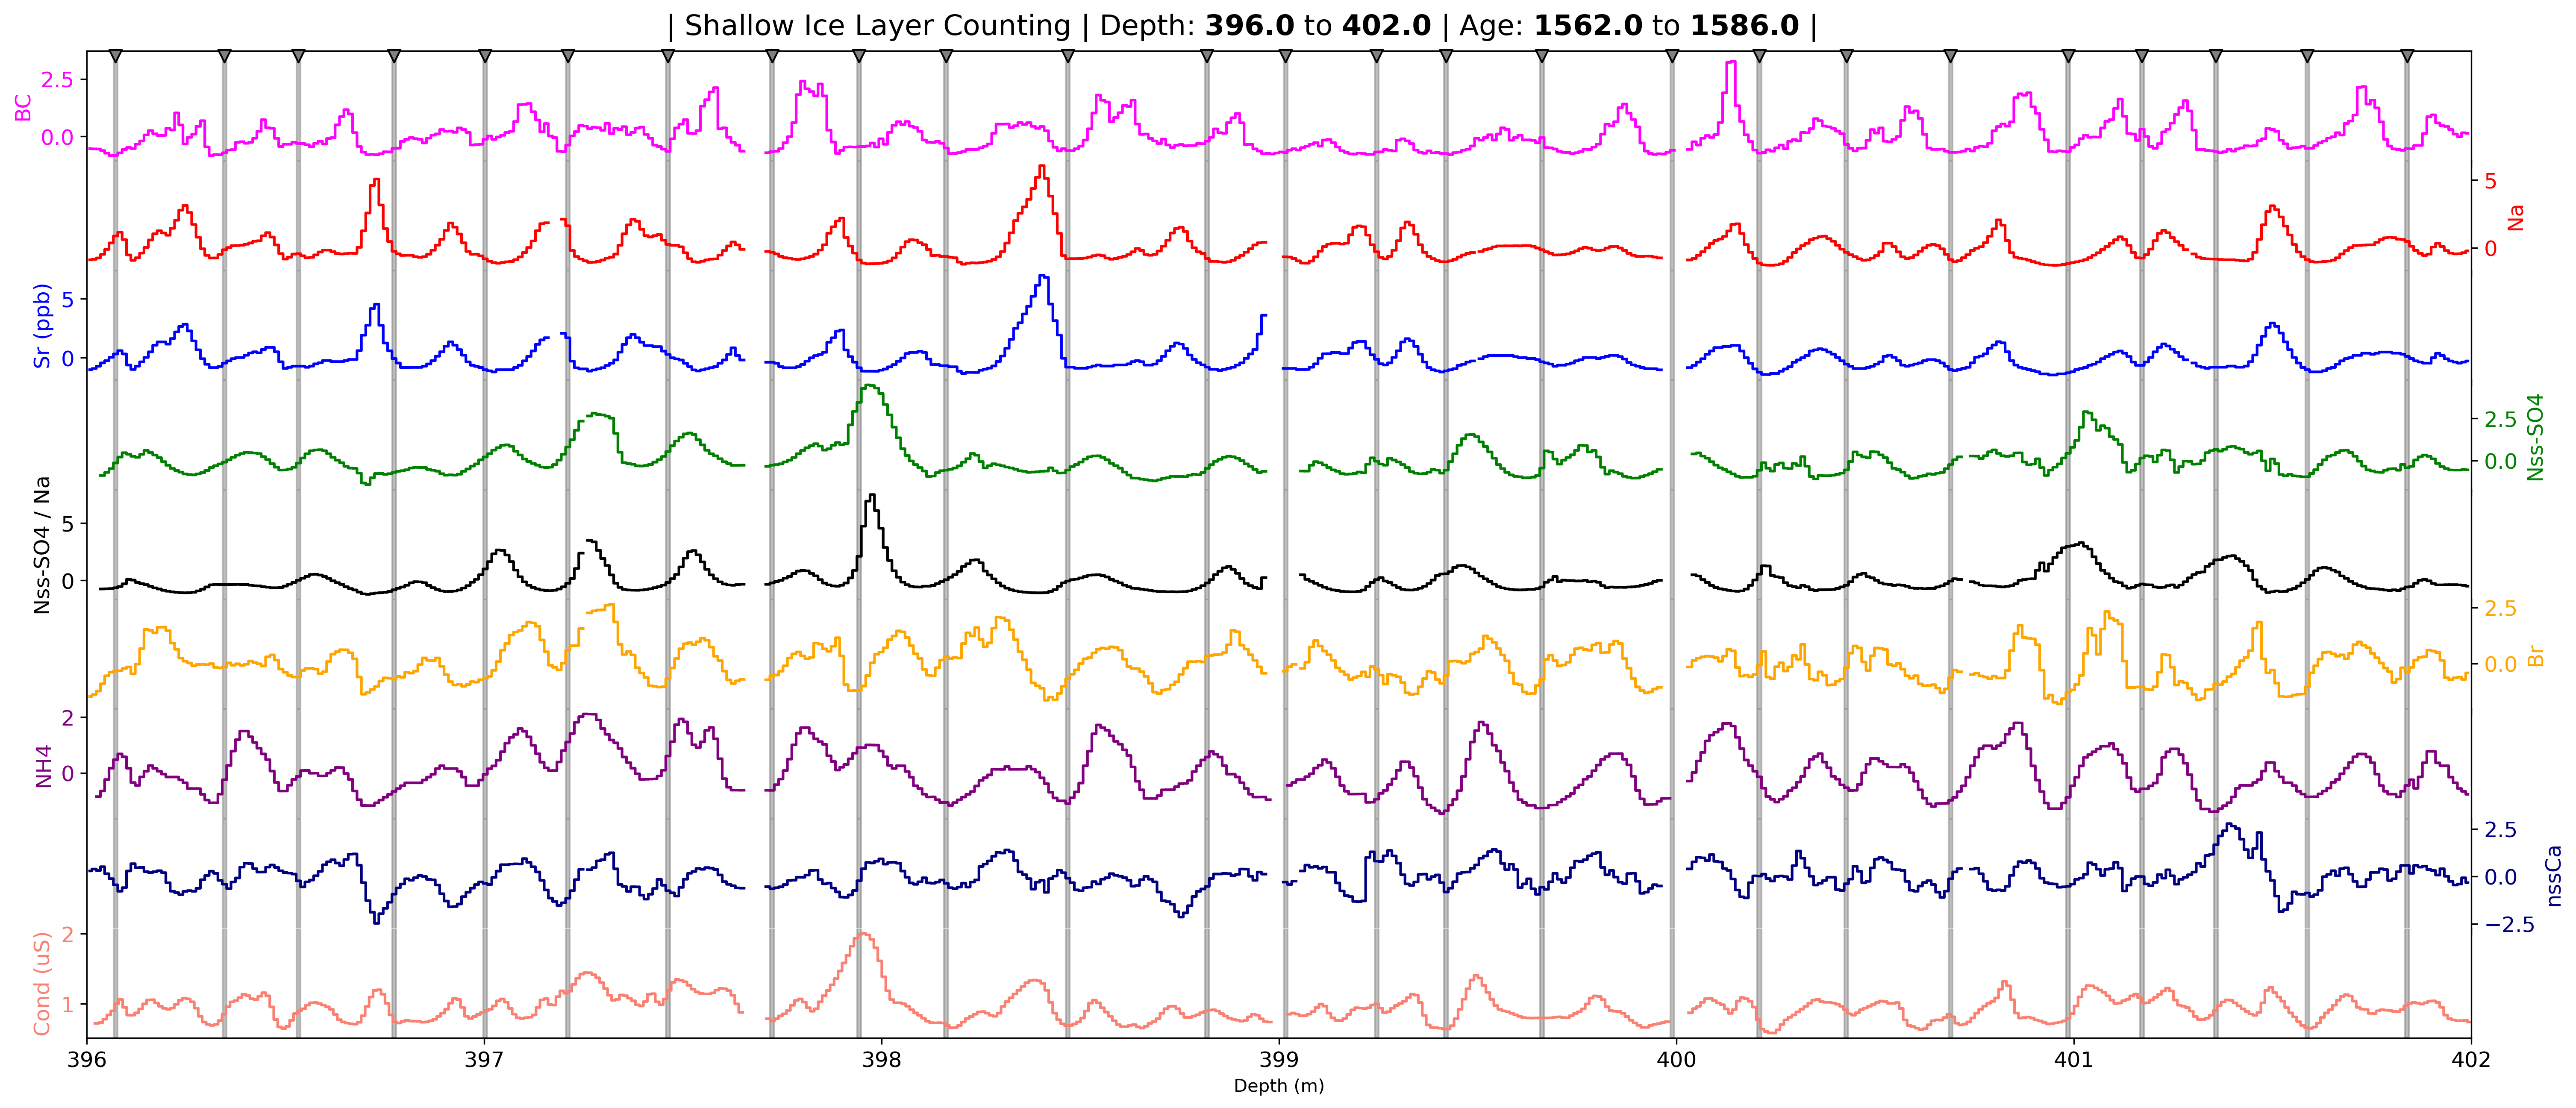 | Shallow Ice Layer Counting | Depth: 396.0 to 402.0 | Age: 1562.0 to 1586.0 |
BC
2.5
0.0
5
0
Na
Sr (ppb)
5
0
2.5
0.0
Nss-SO4
Nss-SO4 / Na
5
0
2.5
0.0
Br
NH4
2
0
2.5
0.0
−2.5
nssCa
Cond (uS)
2
1
396 397 398 399 400 401 402
Depth (m)